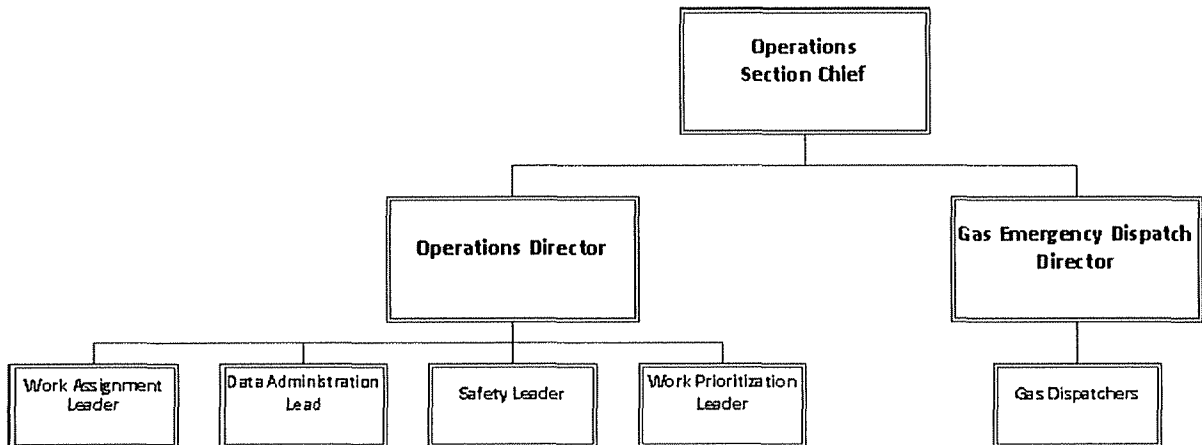 Operations
Section Chief
Operations Director
Gas Emergency Dispatch
Director
Work Assignment
Leader
Data Administration
Lead
Safety Leader
Work Prioritization
Leader
Gas Dispatchers